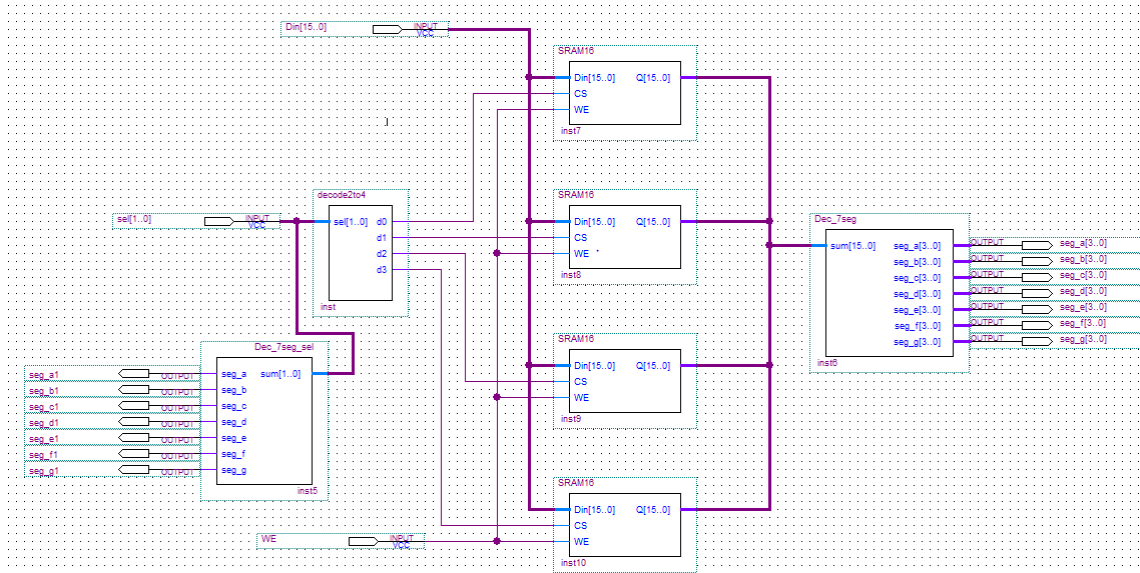 Din[15..0] INPUT VCC
SRAM16
Din[15..0] Q[15..0]
CS
WE
inst7
decode2to4
sel[1..0] INPUT VCC
sel[1..0] d0
d1
d2
d3
inst
SRAM16
Din[15..0] Q[15..0]
CS
WE
inst8
Dec_7seg
sum[15..0] seg_a[3..0] OUTPUT seg_a[3..0]
seg_b[3..0] OUTPUT seg_b[3..0]
seg_c[3..0] OUTPUT seg_c[3..0]
seg_d[3..0] OUTPUT seg_d[3..0]
seg_e[3..0] OUTPUT seg_e[3..0]
seg_f[3..0] OUTPUT seg_f[3..0]
seg_g[3..0] OUTPUT seg_g[3..0]
inst6
Dec_7seg_sel
seg_a1 OUTPUT seg_a sum[1..0]
seg_b1 OUTPUT seg_b
seg_c1 OUTPUT seg_c
seg_d1 OUTPUT seg_d
seg_e1 OUTPUT seg_e
seg_f1 OUTPUT seg_f
seg_g1 OUTPUT seg_g
inst5
SRAM16
Din[15..0] Q[15..0]
CS
WE
inst9
SRAM16
Din[15..0] Q[15..0]
CS
WE
inst10
WE INPUT VCC